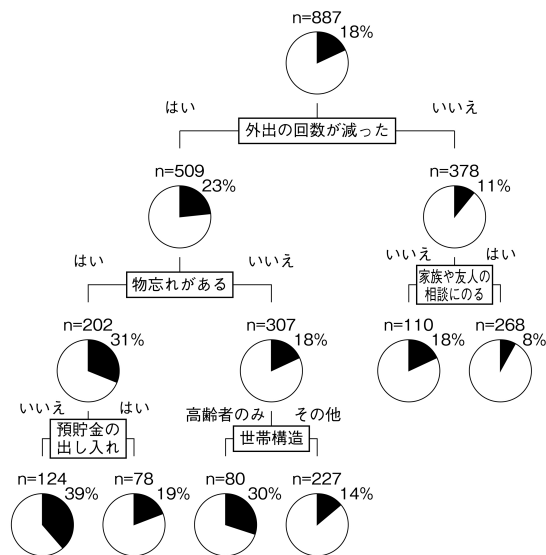 n=887
18%
はい
いいえ
外出の回数が減った
n=509
23%
n=378
11%
はい
いいえ
物忘れがある
いいえ
はい
家族や友人の
相談にのる
n=202
31%
n=307
18%
n=110
18%
n=268
8%
いいえ
はい
預貯金の
出し入れ
高齢者のみ
その他
世帯構造
n=124
39%
n=78
19%
n=80
30%
n=227
14%